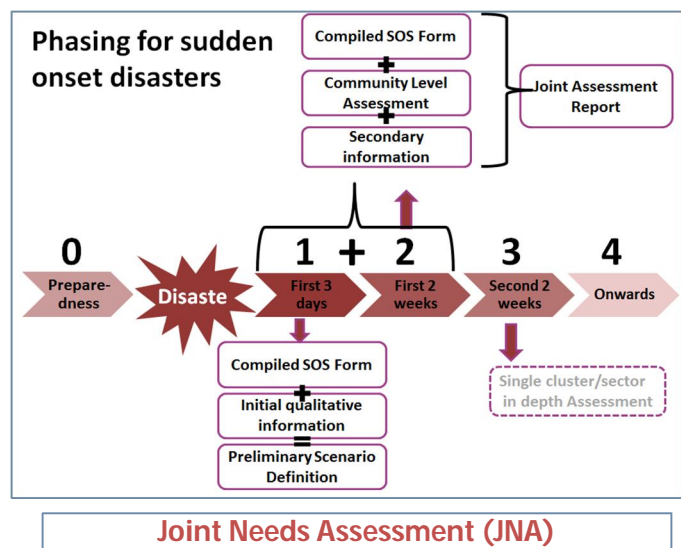 Phasing for sudden
onset disasters
Compiled SOS Form
+
Community Level
Assessment
+
Secondary
information
Joint Assessment
Report
0
1 + 2
3
4
Prepare-
dness
Disaste
First 3
days
First 2
weeks
Second 2
weeks
Onwards
Compiled SOS Form
+
Initial qualitative
information
=
Preliminary Scenario
Definition
Single cluster/sector
in depth Assessment
Joint Needs Assessment (JNA)